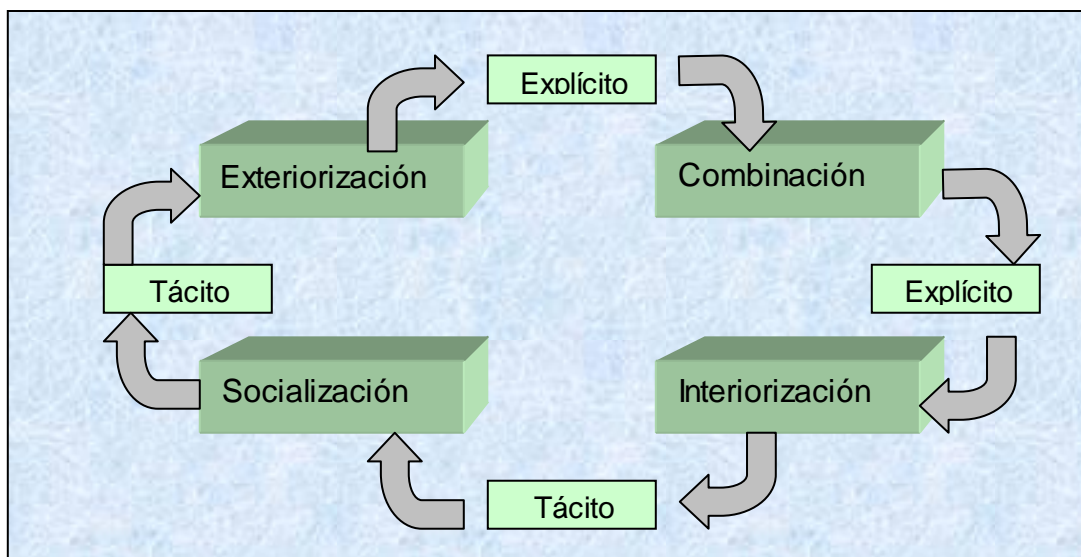 Explícito
Exteriorización
Combinación
Tácito
Explícito
Socialización
Interiorización
Tácito